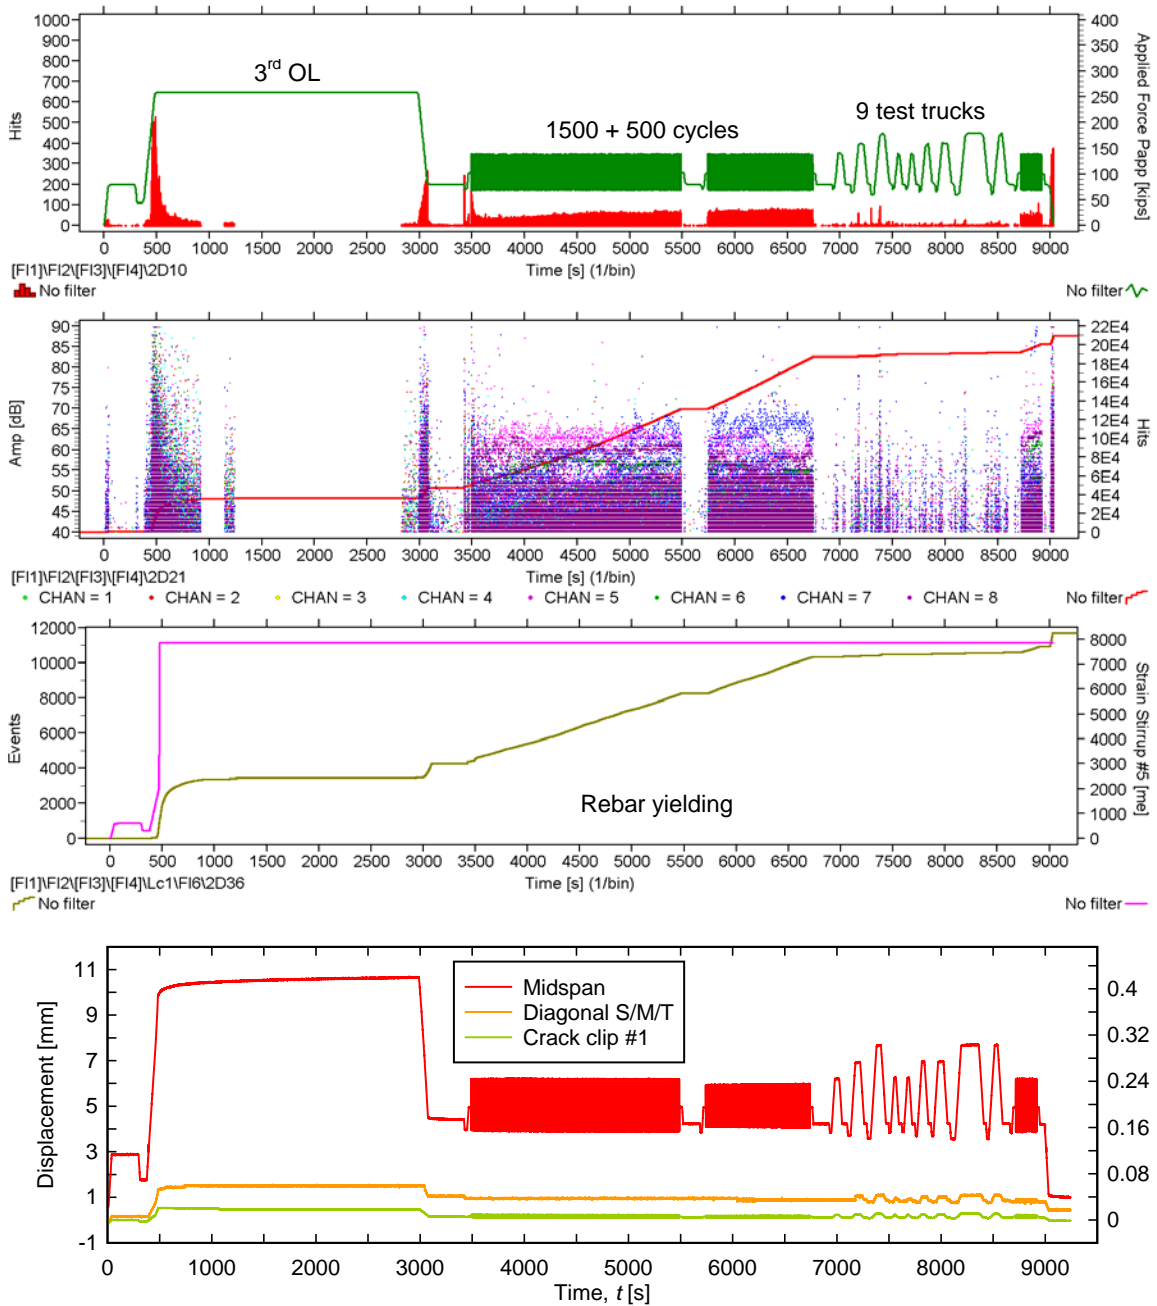 1000
900
800
700
600
500
400
300
200
100
0
Hits
3rd OL
1500 + 500 cycles
9 test trucks
400
350
300
250
200
150
100
50
0
Applied Force Papp [kips]
0 500 1000 1500 2000 2500 3000 3500 4000 4500 5000 5500 6000 6500 7000 7500 8000 8500 9000
[FI1]\FI2\[FI3]\[FI4]\2D10
Time [s] (1/bin)
No filter
No filter
90
85
80
75
70
65
60
55
50
45
40
Amp [dB]
22E4
20E4
18E4
16E4
14E4
12E4
10E4
8E4
6E4
4E4
2E4
0
Hits
0 500 1000 1500 2000 2500 3000 3500 4000 4500 5000 5500 6000 6500 7000 7500 8000 8500 9000
[FI1]\FI2\[FI3]\[FI4]\2D21
Time [s] (1/bin)
CHAN = 1 CHAN = 2 CHAN = 3 CHAN = 4 CHAN = 5 CHAN = 6 CHAN = 7 CHAN = 8 No filter
12000
10000
8000
6000
4000
2000
0
Events
Rebar yielding
8000
7000
6000
5000
4000
3000
2000
1000
0
Strain Stirrup #5 [me]
0 500 1000 1500 2000 2500 3000 3500 4000 4500 5000 5500 6000 6500 7000 7500 8000 8500 9000
[FI1]\FI2\[FI3]\[FI4]\Lc1\FI6\2D36
Time [s] (1/bin)
No filter
No filter
11
9
7
5
3
1
-1
Displacement [mm]
Midspan
Diagonal S/M/T
Crack clip #1
0.4
0.32
0.24
0.16
0.08
0
0 1000 2000 3000 4000 5000 6000 7000 8000 9000
Time, t [s]